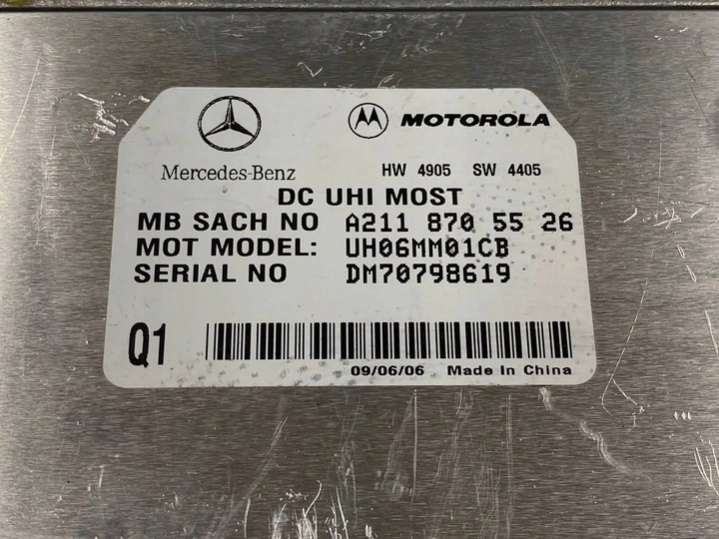 MOTOROLA
Mercedes-Benz
HW 4905 SW 4405
DC UHI MOST
MB SACH NO A211 870 55 26
MOT MODEL: UH06MM01CB
SERIAL NO DM70798619
Q1
09/06/06 Made In China